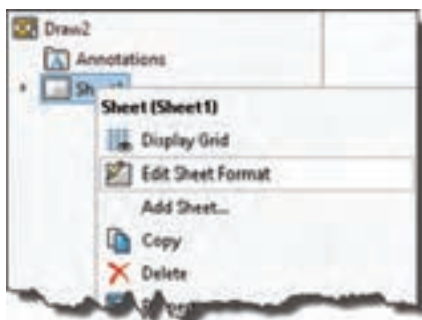 Draw2
Annotations
Sheet (Sheet1)
Display Grid
Edit Sheet Format
Add Sheet...
Copy
Delete